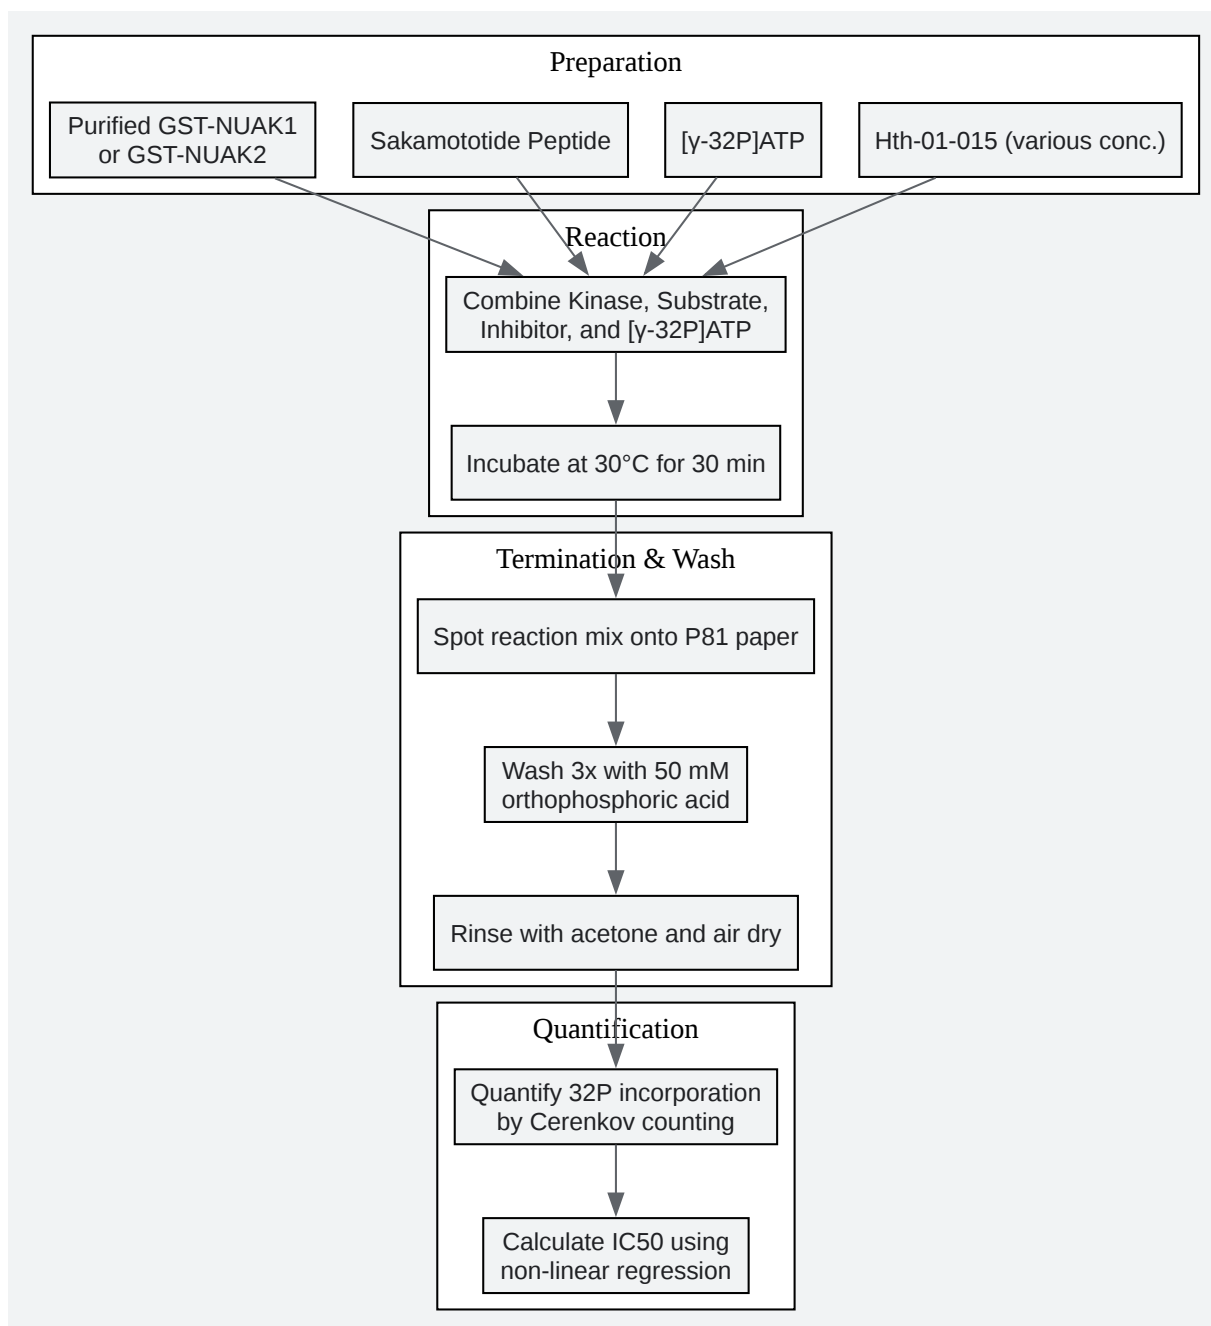 Preparation
Purified GST-NUAK1
or GST-NUAK2
Sakamototide Peptide
[γ-32P]ATP
Hth-01-015 (various conc.)
Reaction
Combine Kinase, Substrate,
Inhibitor, and [γ-32P]ATP
Incubate at 30°C for 30 min
Termination & Wash
Spot reaction mix onto P81 paper
Wash 3x with 50 mM
orthophosphoric acid
Rinse with acetone and air dry
Quantification
Quantify 32P incorporation
by Cerenkov counting
Calculate IC50 using
non-linear regression